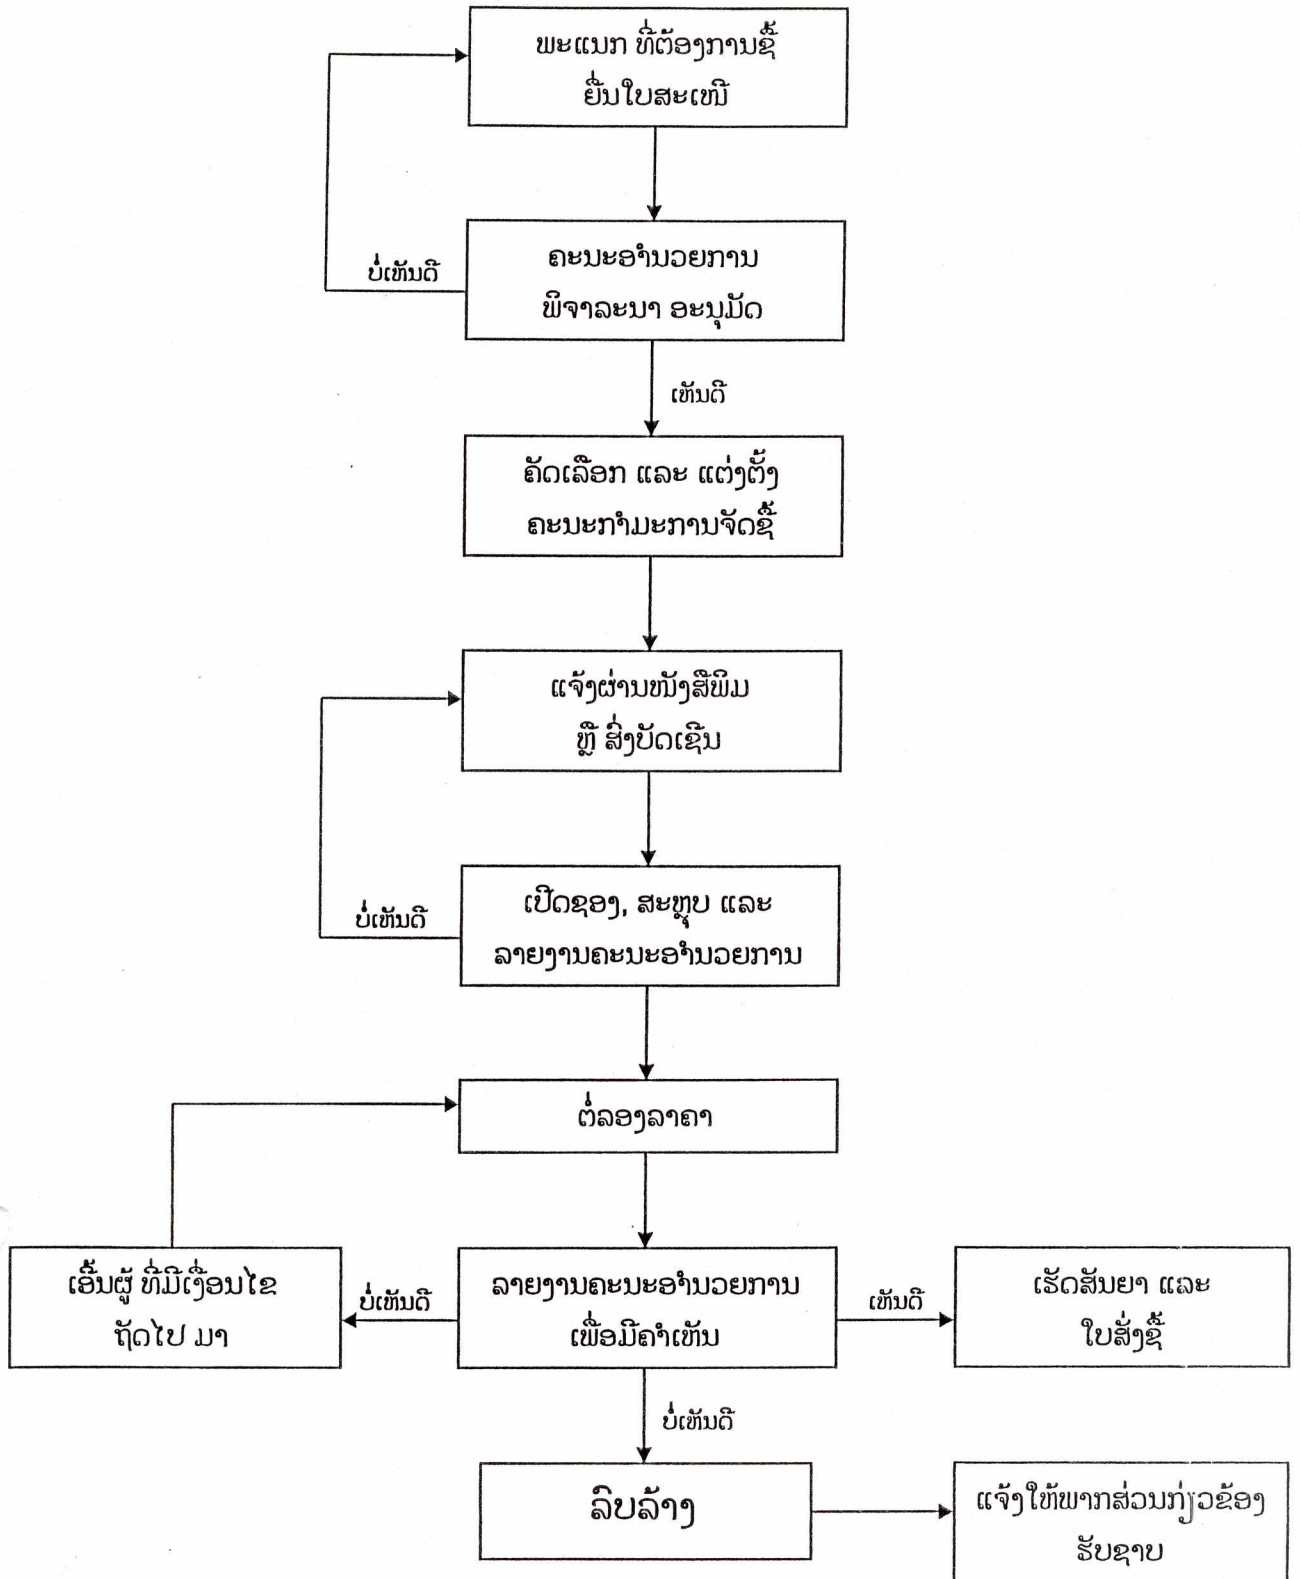 ພະແນກ ທີ່ຕ້ອງການຊື້
ຍື່ນໃບສະເໜີ
ຄະນະອຳນວຍການ
ພິຈາລະນາ ອະນຸມັດ
ບໍ່ເຫັນດີ
ເຫັນດີ
ຄັດເລືອກ ແລະ ແຕ່ງຕັ້ງ
ຄະນະກຳມະການຈັດຊື້
ແຈ້ງຜ່ານໜັງສືພິມ
ຫຼື ສົ່ງບັດເຊີນ
ເປີດຊອງ, ສະຫຼຸບ ແລະ
ລາຍງານຄະນະອຳນວຍການ
ບໍ່ເຫັນດີ
ຕໍ່ລອງລາຄາ
ເອີ້ນຜູ້ ທີ່ມີເງື່ອນໄຂ
ຖັດໄປ ມາ
ບໍ່ເຫັນດີ
ລາຍງານຄະນະອຳນວຍການ
ເພື່ອມີຄຳເຫັນ
ເຫັນດີ
ເຮັດສັນຍາ ແລະ
ໃບສັ່ງຊື້
ບໍ່ເຫັນດີ
ລົບລ້າງ
ແຈ້ງໃຫ້ພາກສ່ວນກ່ຽວຂ້ອງ
ຮັບຊາບ